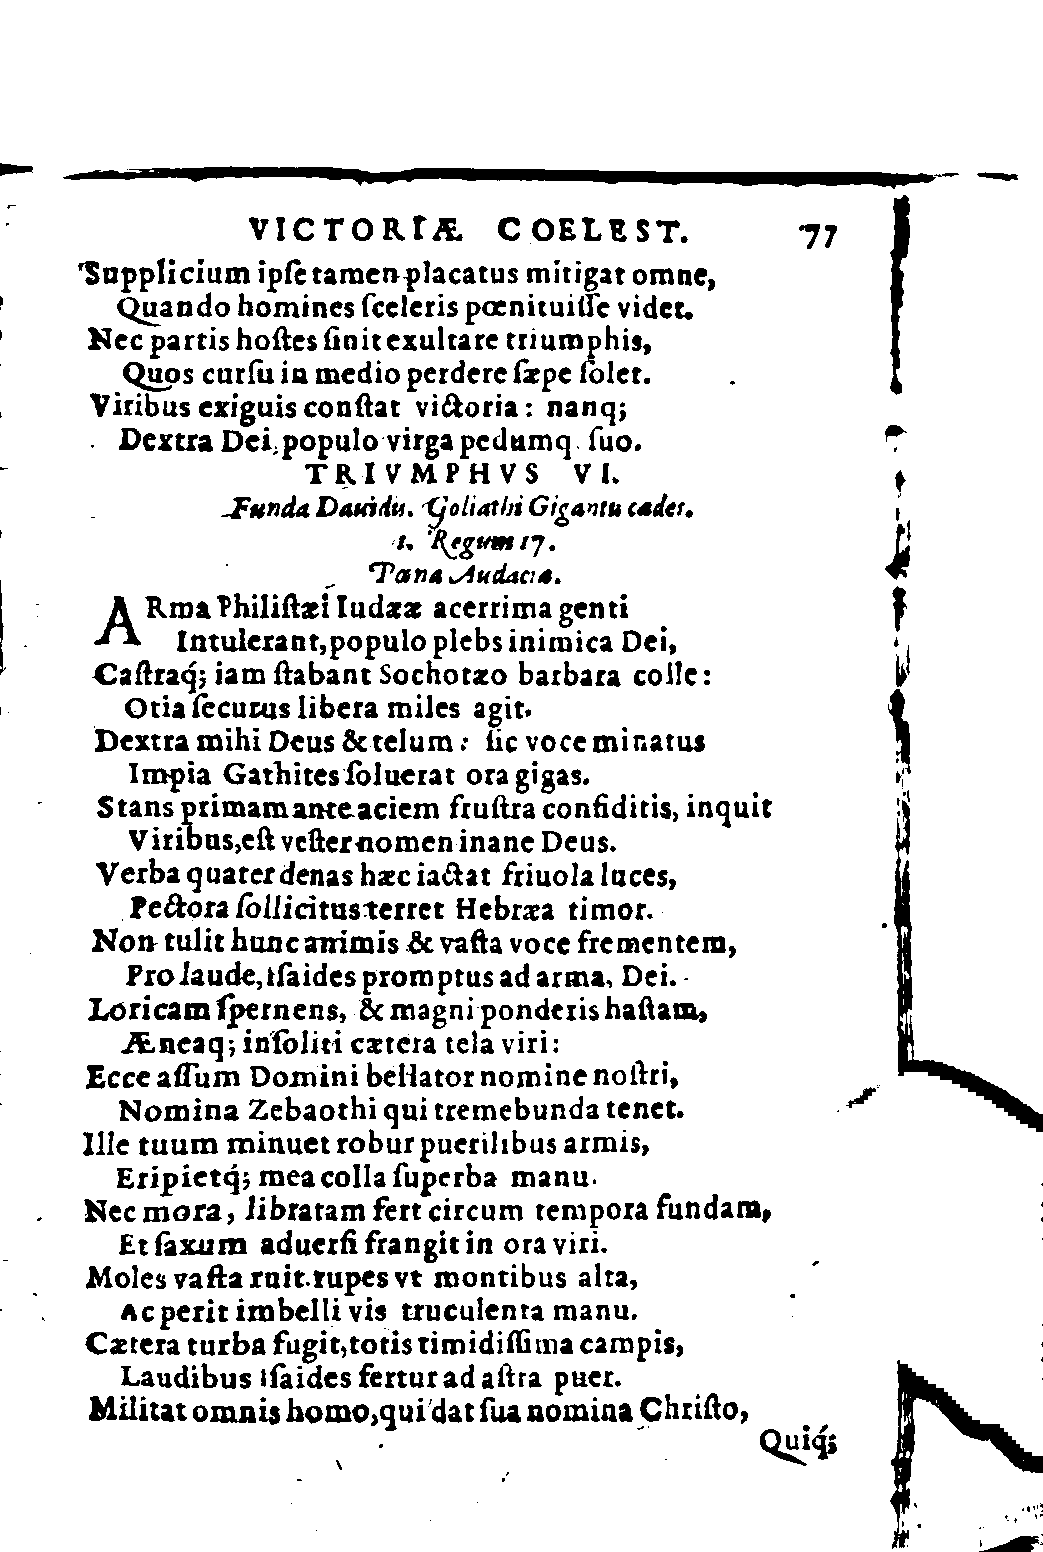 VICTORIÆ COELEST. 77
Supplicium ipſe tamen placatus mitigat omne,
Quando homines ſceleris pœnituiſſe videt.
Nec partis hoſtes ſinit exultare triumphis,
Quos curſu in medio perdere ſæpe ſolet.
Viribus exiguis conſtat victoria: nanq;
Dextra Dei, populo virga pedumq. ſuo.
TRIVMPHVS VI.
Funda Dauidis. Goliathi Gigantis cades.
1. Regum 17.
Pœna Audacia.
ARma Philiſtæi Iudææ acerrima genti
Intulerant, populo plebs inimica Dei,
Caſtraq́; iam ſtabant Sochotæo barbara colle:
Otia ſecurus libera miles agit.
Dextra mihi Deus & telum: ſic voce minatus
Impia Gathites ſoluerat ora gigas.
Stans primam ante aciem fruſtra confiditis, inquit
Viribus, eſt veſter nomen inane Deus.
Verba quater denas hæc iactat friuola luces,
Pectora ſollicitus terret Hebræa timor.
Non tulit hunc animis & vaſta voce frementem,
Pro laude, Iſaides promptus ad arma, Dei.
Loricam ſpernens, & magni ponderis haſtam,
Æneaq; inſoliti cætera tela viri:
Ecce aſſum Domini bellator nomine noſtri,
Nomina Zebaothi qui tremebunda tenet.
Ille tuum minuet robur puerilibus armis,
Eripietq́; mea colla ſuperba manu.
Nec mora, libratam fert circum tempora fundam,
Et ſaxum aduerſi frangit in ora viri.
Moles vaſta ruit. rupes vt montibus alta,
Ac perit imbelli vis truculenta manu.
Cætera turba fugit, totis timidiſſima campis,
Laudibus Iſaides fertur ad aſtra puer.
Militat omnis homo, qui dat ſua nomina Chriſto,
Quiq́;